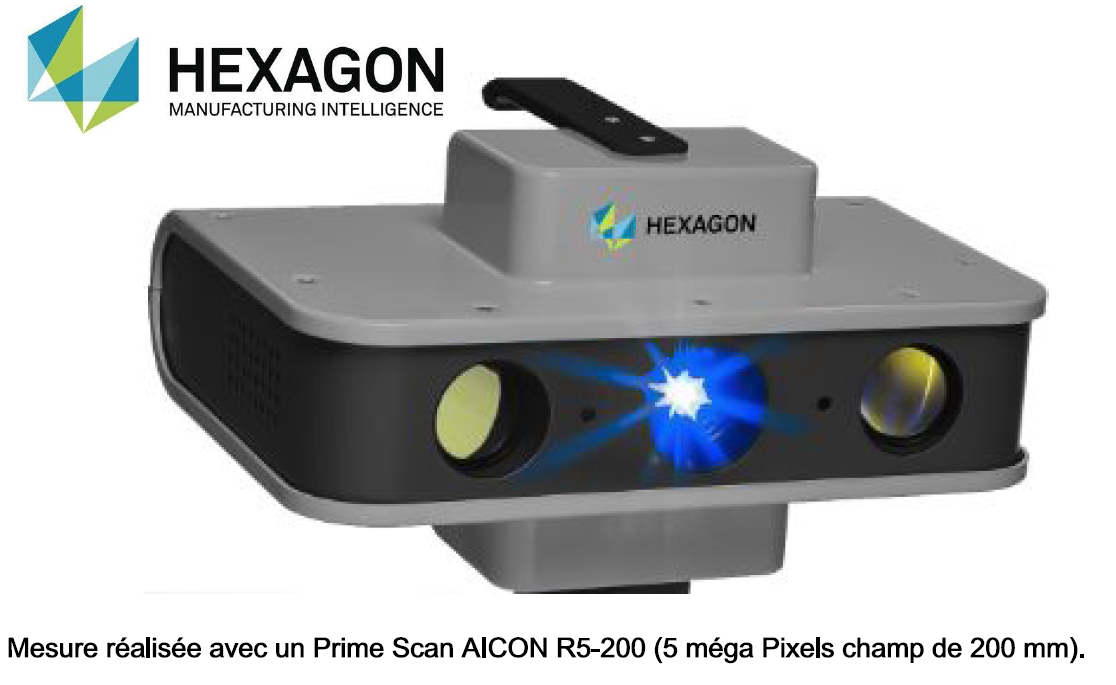 HEXAGON
MANUFACTURING INTELLIGENCE
HEXAGON
Mesure réalisée avec un Prime Scan AICON R5-200 (5 méga Pixels champ de 200 mm).